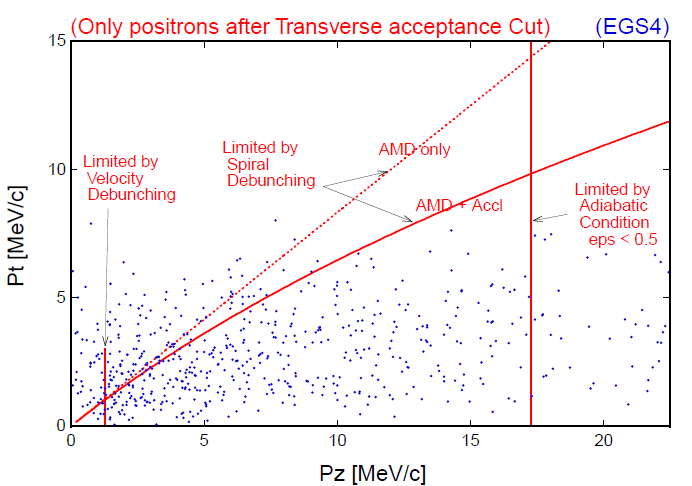 (Only positrons after Transverse acceptance Cut) (EGS4)
15
10
5
0
Pt [MeV/c]
Limited by
Velocity
Debunching
Limited by
Spiral
Debunching
AMD only
AMD + Accl
Limited by
Adiabatic
Condition
eps < 0.5
0 5 10 15 20
Pz [MeV/c]